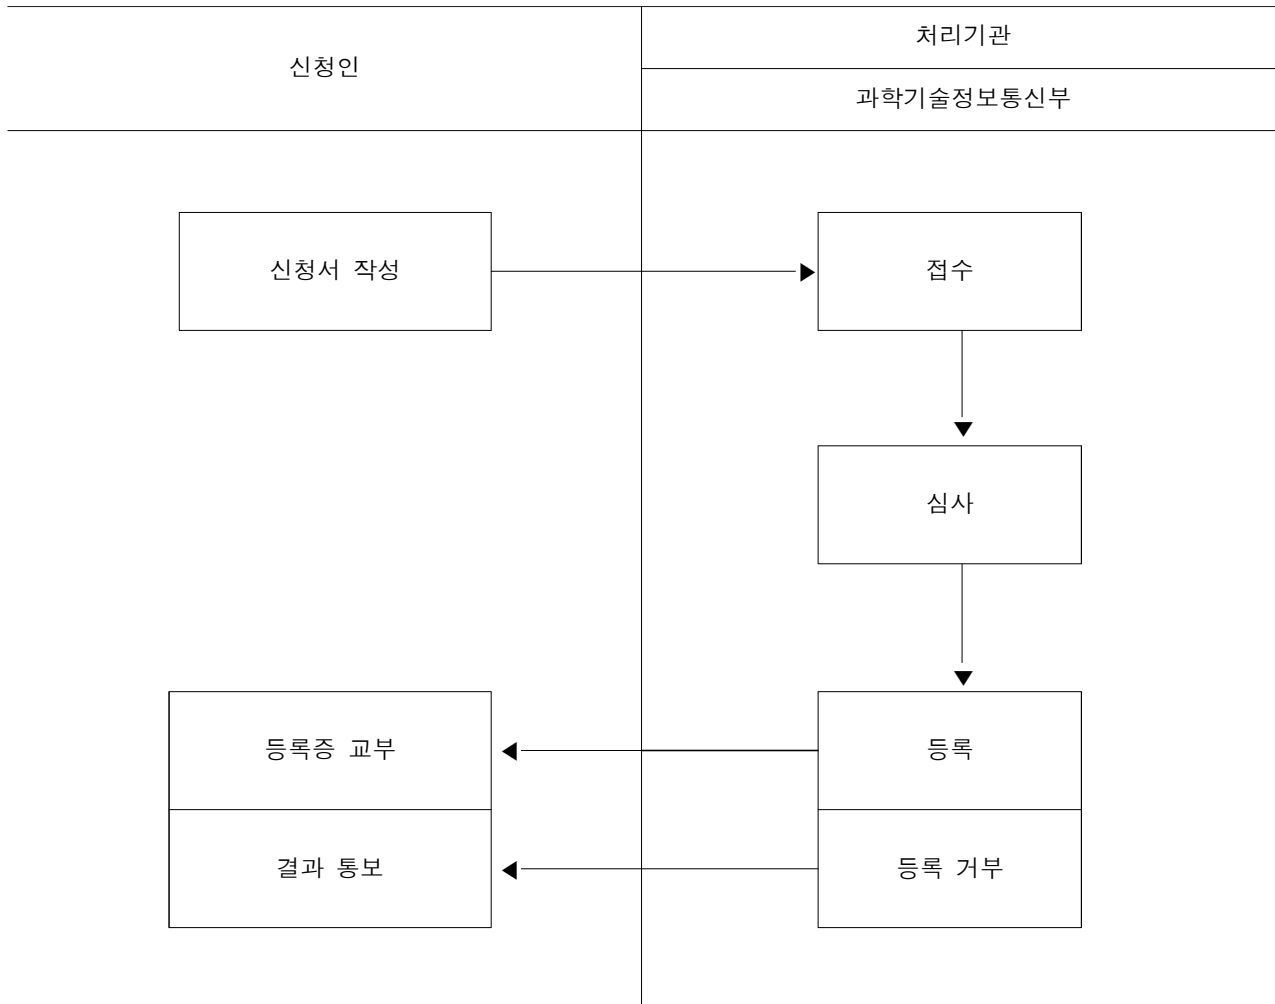 신청인
처리기관
과학기술정보통신부
신청서 작성
접수
심사
등록증 교부
등록
결과 통보
등록 거부